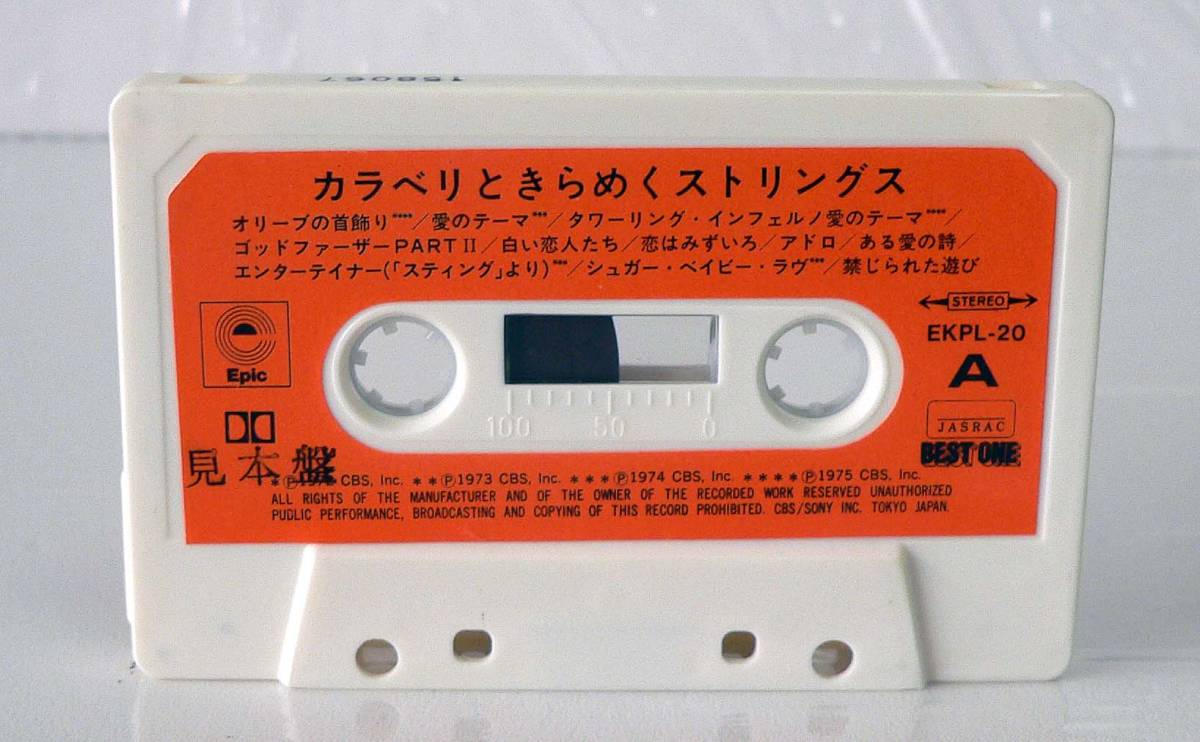 158067
カラベリときらめくストリングス
オリーブの首飾り****／愛のテーマ***／タワーリング・インフェルノ愛のテーマ****／
ゴッドファーザーPART II／白い恋人たち／恋はみずいろ／アドロ／ある愛の詩／
エンターテイナー(「スティング」より)***／シュガー・ベイビー・ラヴ***／禁じられた遊び
STEREO
EKPL-20
A
Epic
JASRAC
BEST ONE
100 50 0
見本盤
CBS, Inc. **Ⓟ1973 CBS, Inc. ***Ⓟ1974 CBS, Inc. ****Ⓟ1975 CBS, Inc.
ALL RIGHTS OF THE MANUFACTURER AND OF THE OWNER OF THE RECORDED WORK RESERVED UNAUTHORIZED
PUBLIC PERFORMANCE, BROADCASTING AND COPYING OF THIS RECORD PROHIBITED. CBS/SONY INC. TOKYO JAPAN.